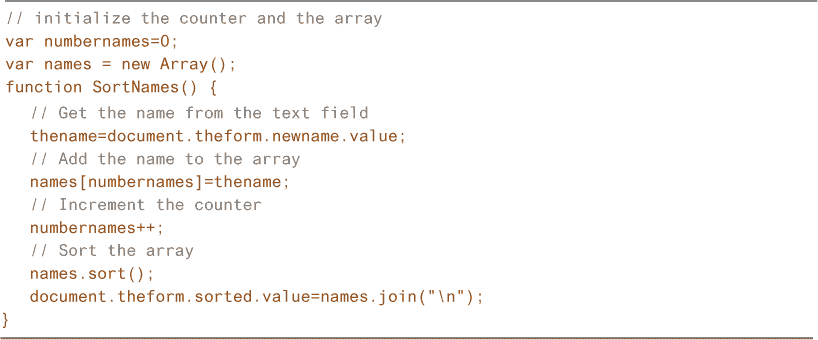 // initialize the counter and the array
var numbernames=0;
var names = new Array();
function SortNames() {
// Get the name from the text field
thename=document.theform.newname.value;
// Add the name to the array
names[numbernames]=thename;
// Increment the counter
numbernames++;
// Sort the array
names.sort();
document.theform.sorted.value=names.join("\n");
}